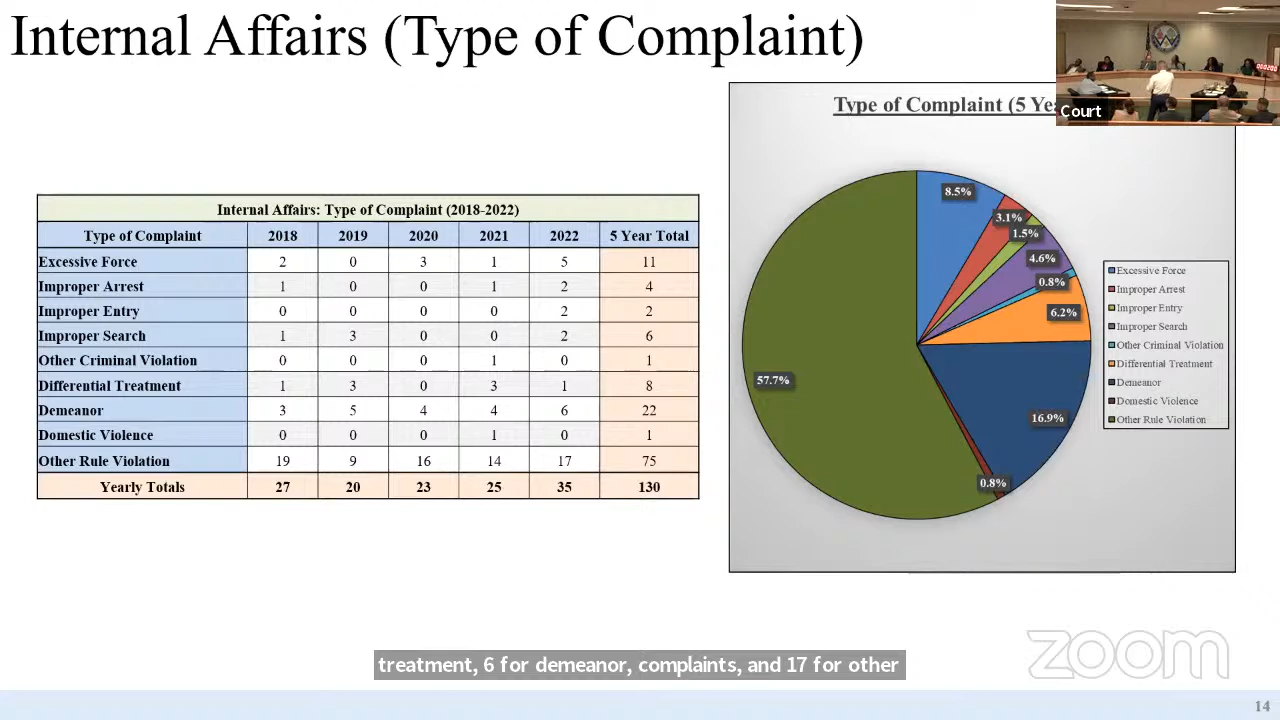 Internal Affairs (Type of Complaint)
Court
Type of Complaint (5 Ye
Internal Affairs: Type of Complaint (2018-2022)
Type of Complaint 2018 2019 2020 2021 2022 5 Year Total
Excessive Force 2 0 3 1 5 11
Improper Arrest 1 0 0 1 2 4
Improper Entry 0 0 0 0 2 2
Improper Search 1 3 0 0 2 6
Other Criminal Violation 0 0 0 1 0 1
Differential Treatment 1 3 0 3 1 8
Demeanor 3 5 4 4 6 22
Domestic Violence 0 0 0 1 0 1
Other Rule Violation 19 9 16 14 17 75
Yearly Totals 27 20 23 25 35 130
8.5%
3.1%
1.5%
4.6%
0.8%
6.2%
57.7%
16.9%
0.8%
Excessive Force
Improper Arrest
Improper Entry
Improper Search
Other Criminal Violation
Differential Treatment
Demeanor
Domestic Violence
Other Rule Violation
zoom
treatment, 6 for demeanor, complaints, and 17 for other
14